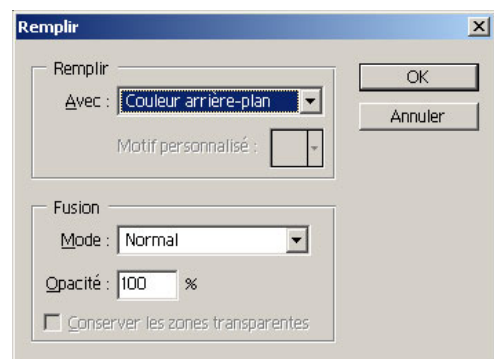 Remplir
Remplir
Avec : Couleur arrière-plan
Motif personnalisé :
OK
Annuler
Fusion
Mode : Normal
Opacité : 100 %
Conserver les zones transparentes